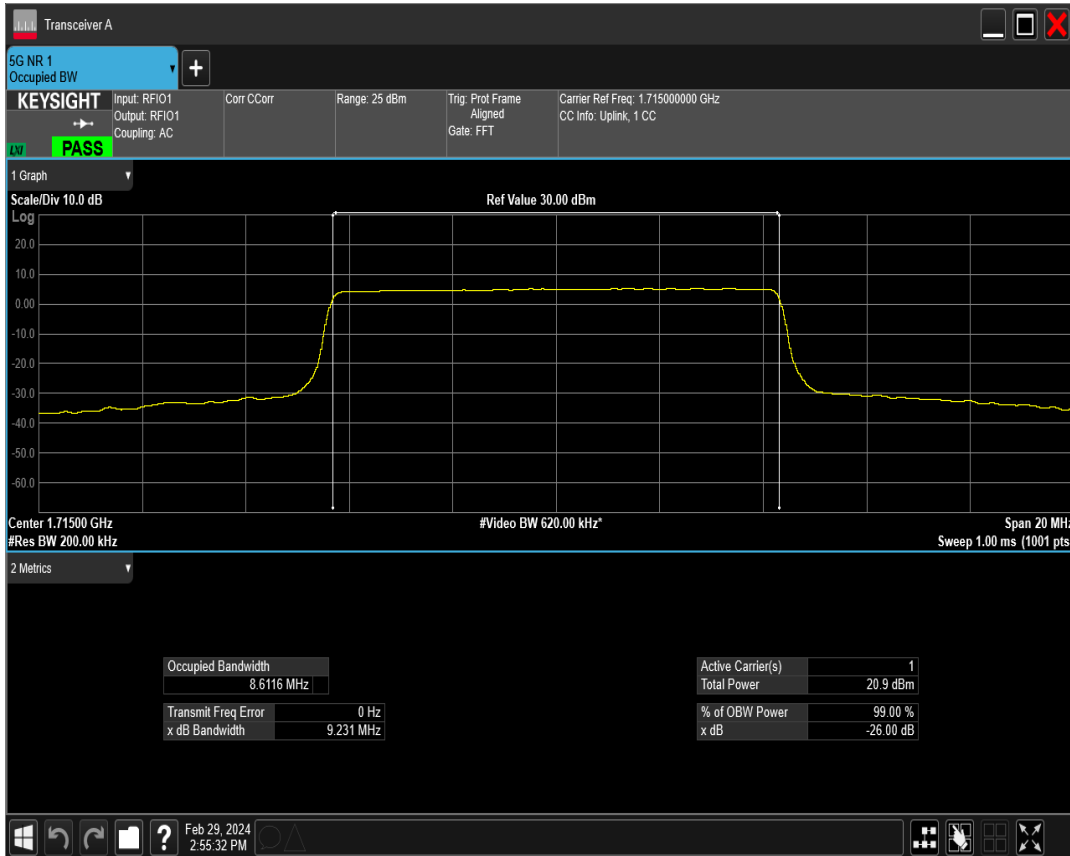 Transceiver A
5G NR 1
Occupied BW
+
KEYSIGHT
LXI
PASS
Input: RFIO1
Output: RFIO1
Coupling: AC
Corr CCorr
Range: 25 dBm
Trig: Prot Frame
Aligned
Gate: FFT
Carrier Ref Freq: 1.715000000 GHz
CC Info: Uplink, 1 CC
1 Graph
Scale/Div 10.0 dB
Ref Value 30.00 dBm
Log
20.0
10.0
0.00
-10.0
-20.0
-30.0
-40.0
-50.0
-60.0
Center 1.71500 GHz
#Video BW 620.00 kHz*
Span 20 MHz
#Res BW 200.00 kHz
Sweep 1.00 ms (1001 pts
2 Metrics
Occupied Bandwidth
8.6116 MHz
Transmit Freq Error 0 Hz
x dB Bandwidth 9.231 MHz
Active Carrier(s) 1
Total Power 20.9 dBm
% of OBW Power 99.00 %
x dB -26.00 dB
?
Feb 29, 2024
2:55:32 PM